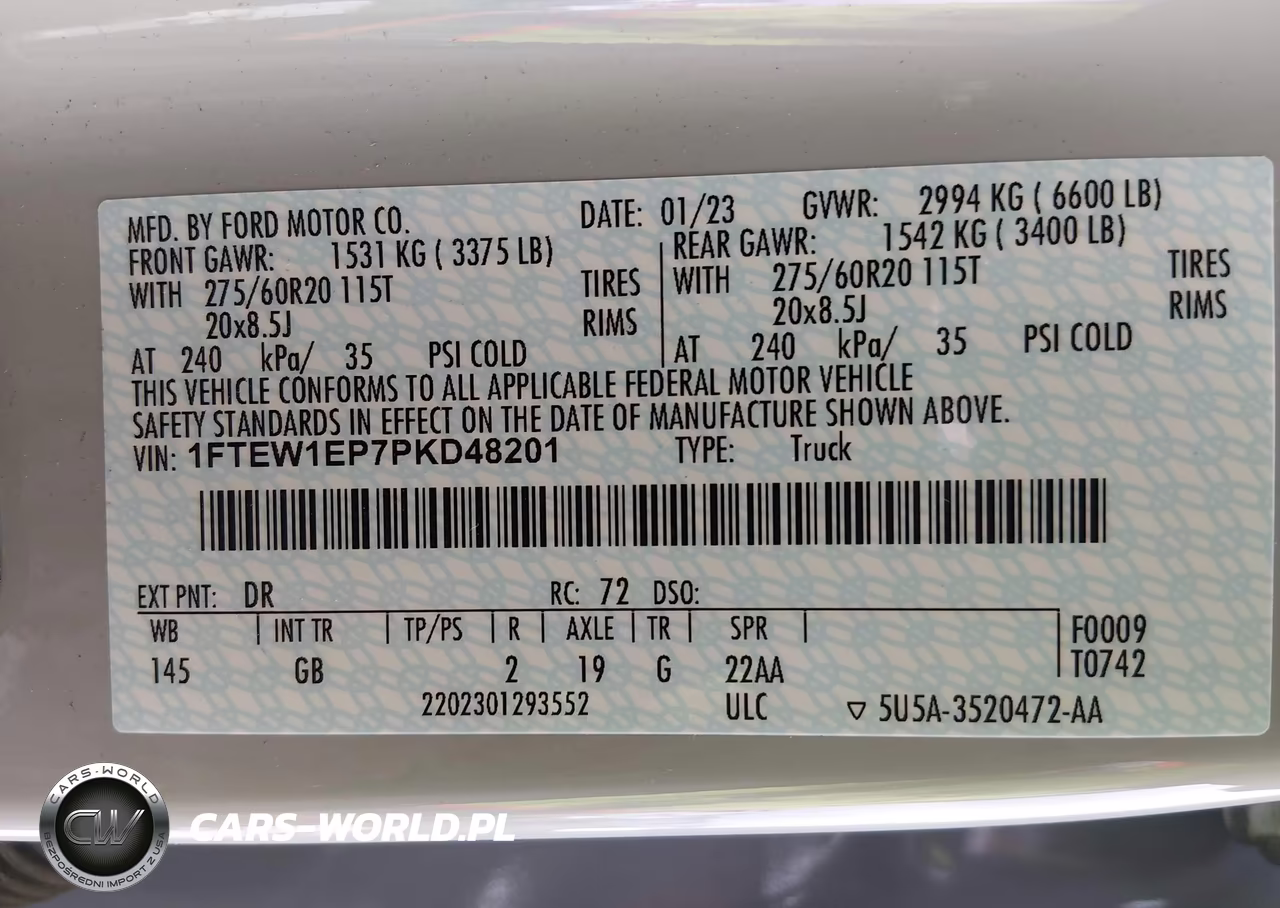 MFD. BY FORD MOTOR CO. DATE: 01/23 GVWR: 2994 KG ( 6600 LB)
FRONT GAWR: 1531 KG ( 3375 LB) REAR GAWR: 1542 KG ( 3400 LB)
WITH 275/60R20 115T TIRES WITH 275/60R20 115T TIRES
20x8.5J RIMS 20x8.5J RIMS
AT 240 kPa/ 35 PSI COLD AT 240 kPa/ 35 PSI COLD
THIS VEHICLE CONFORMS TO ALL APPLICABLE FEDERAL MOTOR VEHICLE
SAFETY STANDARDS IN EFFECT ON THE DATE OF MANUFACTURE SHOWN ABOVE.
VIN: 1FTEW1EP7PKD48201 TYPE: Truck
EXT PNT: DR RC: 72 DSO:
WB INT TR TP/PS R AXLE TR SPR F0009
145 GB 2 19 G 22AA T0742
2202301293552 ULC ▽ 5U5A-3520472-AA
CARS-WORLD
CW
BEZPOŚREDNI IMPORT Z USA
CARS-WORLD.PL